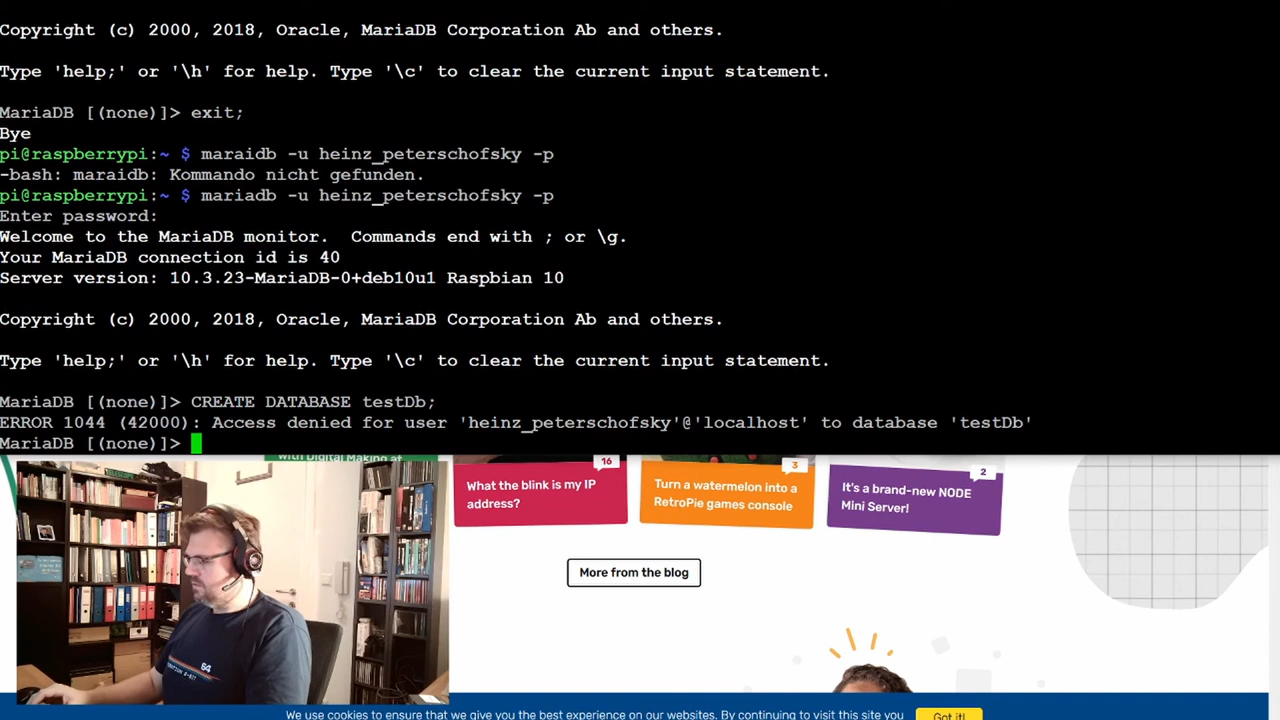 Copyright (c) 2000, 2018, Oracle, MariaDB Corporation Ab and others.
Type 'help;' or '\h' for help. Type '\c' to clear the current input statement.
MariaDB [(none)]> exit;
Bye
pi@raspberrypi:~ $ maraidb -u heinz_peterschofsky -p
-bash: maraidb: Kommando nicht gefunden.
pi@raspberrypi:~ $ mariadb -u heinz_peterschofsky -p
Enter password:
Welcome to the MariaDB monitor.  Commands end with ; or \g.
Your MariaDB connection id is 40
Server version: 10.3.23-MariaDB-0+deb10u1 Raspbian 10
Copyright (c) 2000, 2018, Oracle, MariaDB Corporation Ab and others.
Type 'help;' or '\h' for help. Type '\c' to clear the current input statement.
MariaDB [(none)]> CREATE DATABASE testDb;
ERROR 1044 (42000): Access denied for user 'heinz_peterschofsky'@'localhost' to database 'testDb'
MariaDB [(none)]>
with Digital Making at
16
What the blink is my IP
address?
3
Turn a watermelon into a
RetroPie games console
2
It's a brand-new NODE
Mini Server!
More from the blog
64
We use cookies to ensure that we give you the best experience on our websites. By continuing to visit this site you
Got it!